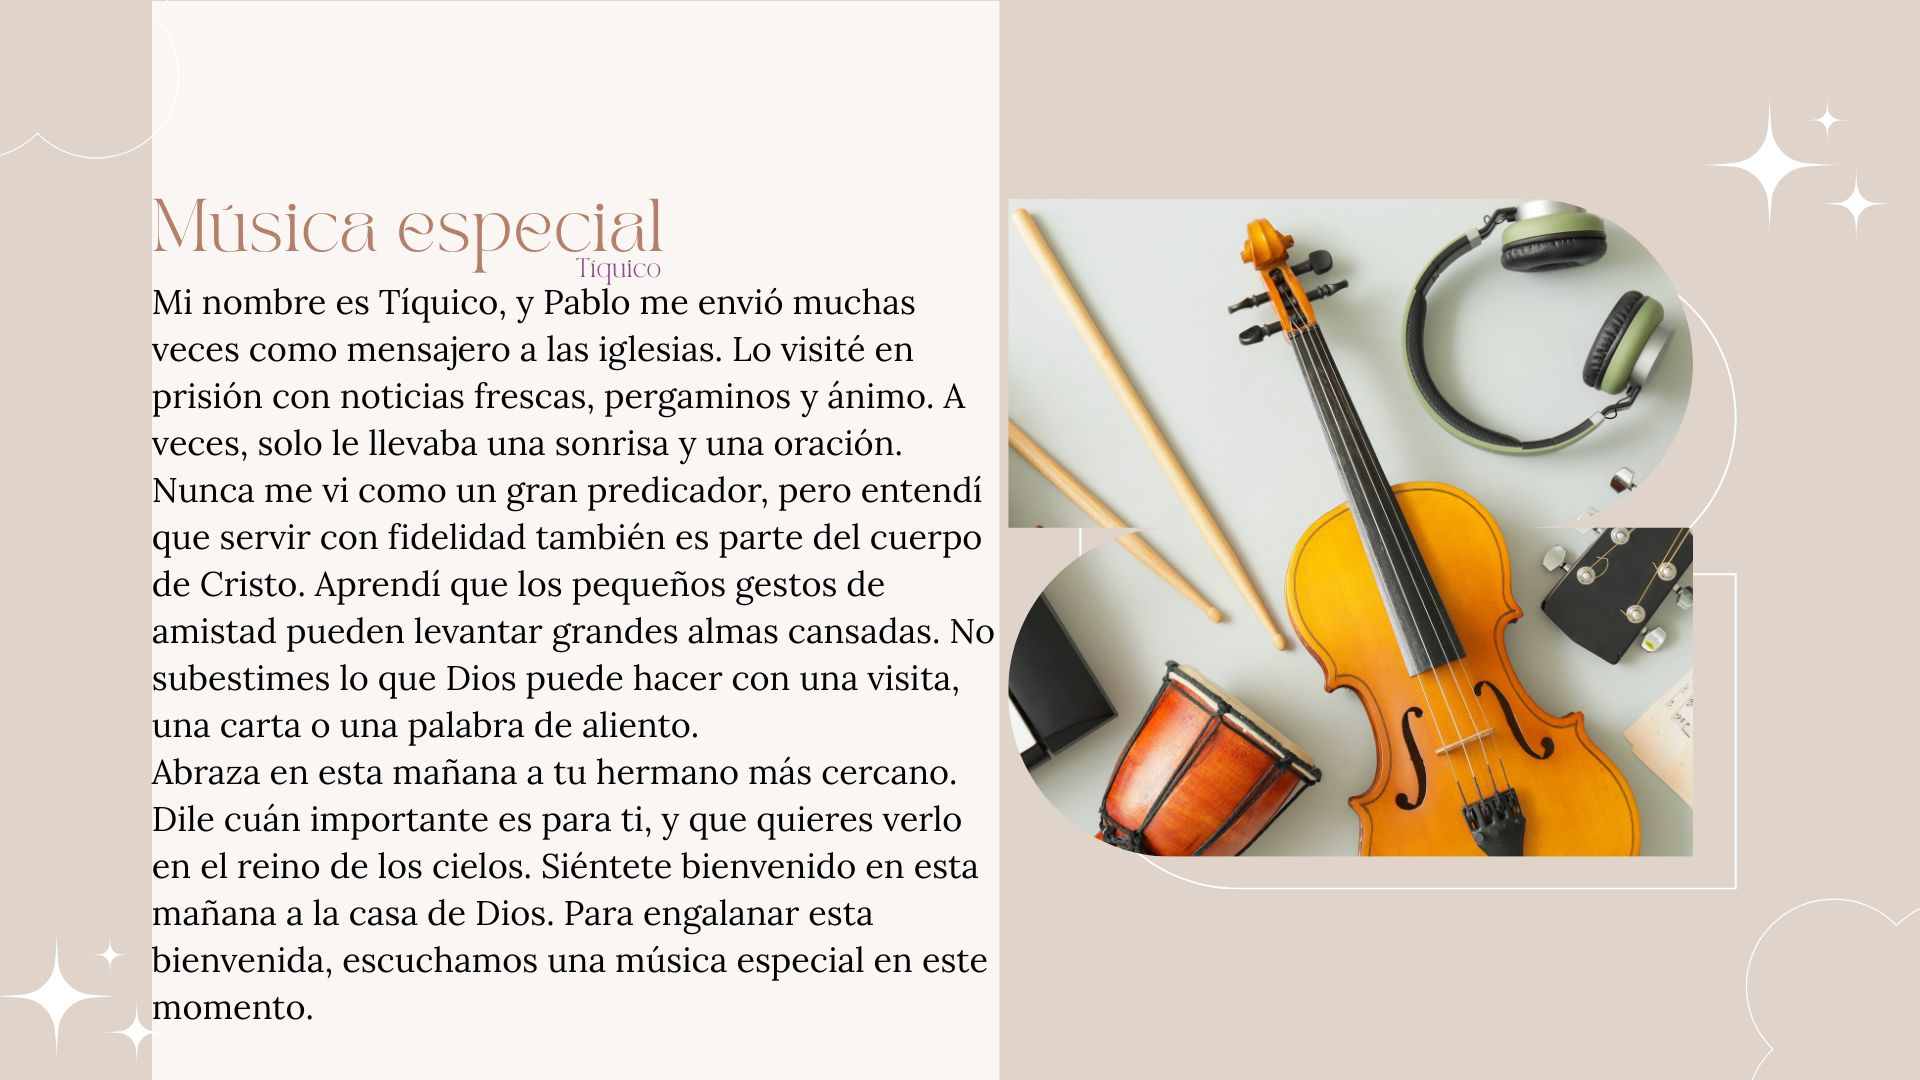 Música especial
Tíquico
Mi nombre es Tíquico, y Pablo me envió muchas
veces como mensajero a las iglesias. Lo visité en
prisión con noticias frescas, pergaminos y ánimo. A
veces, solo le llevaba una sonrisa y una oración.
Nunca me vi como un gran predicador, pero entendí
que servir con fidelidad también es parte del cuerpo
de Cristo. Aprendí que los pequeños gestos de
amistad pueden levantar grandes almas cansadas. No
subestimes lo que Dios puede hacer con una visita,
una carta o una palabra de aliento.
Abraza en esta mañana a tu hermano más cercano.
Dile cuán importante es para ti, y que quieres verlo
en el reino de los cielos. Siéntete bienvenido en esta
mañana a la casa de Dios. Para engalanar esta
bienvenida, escuchamos una música especial en este
momento.